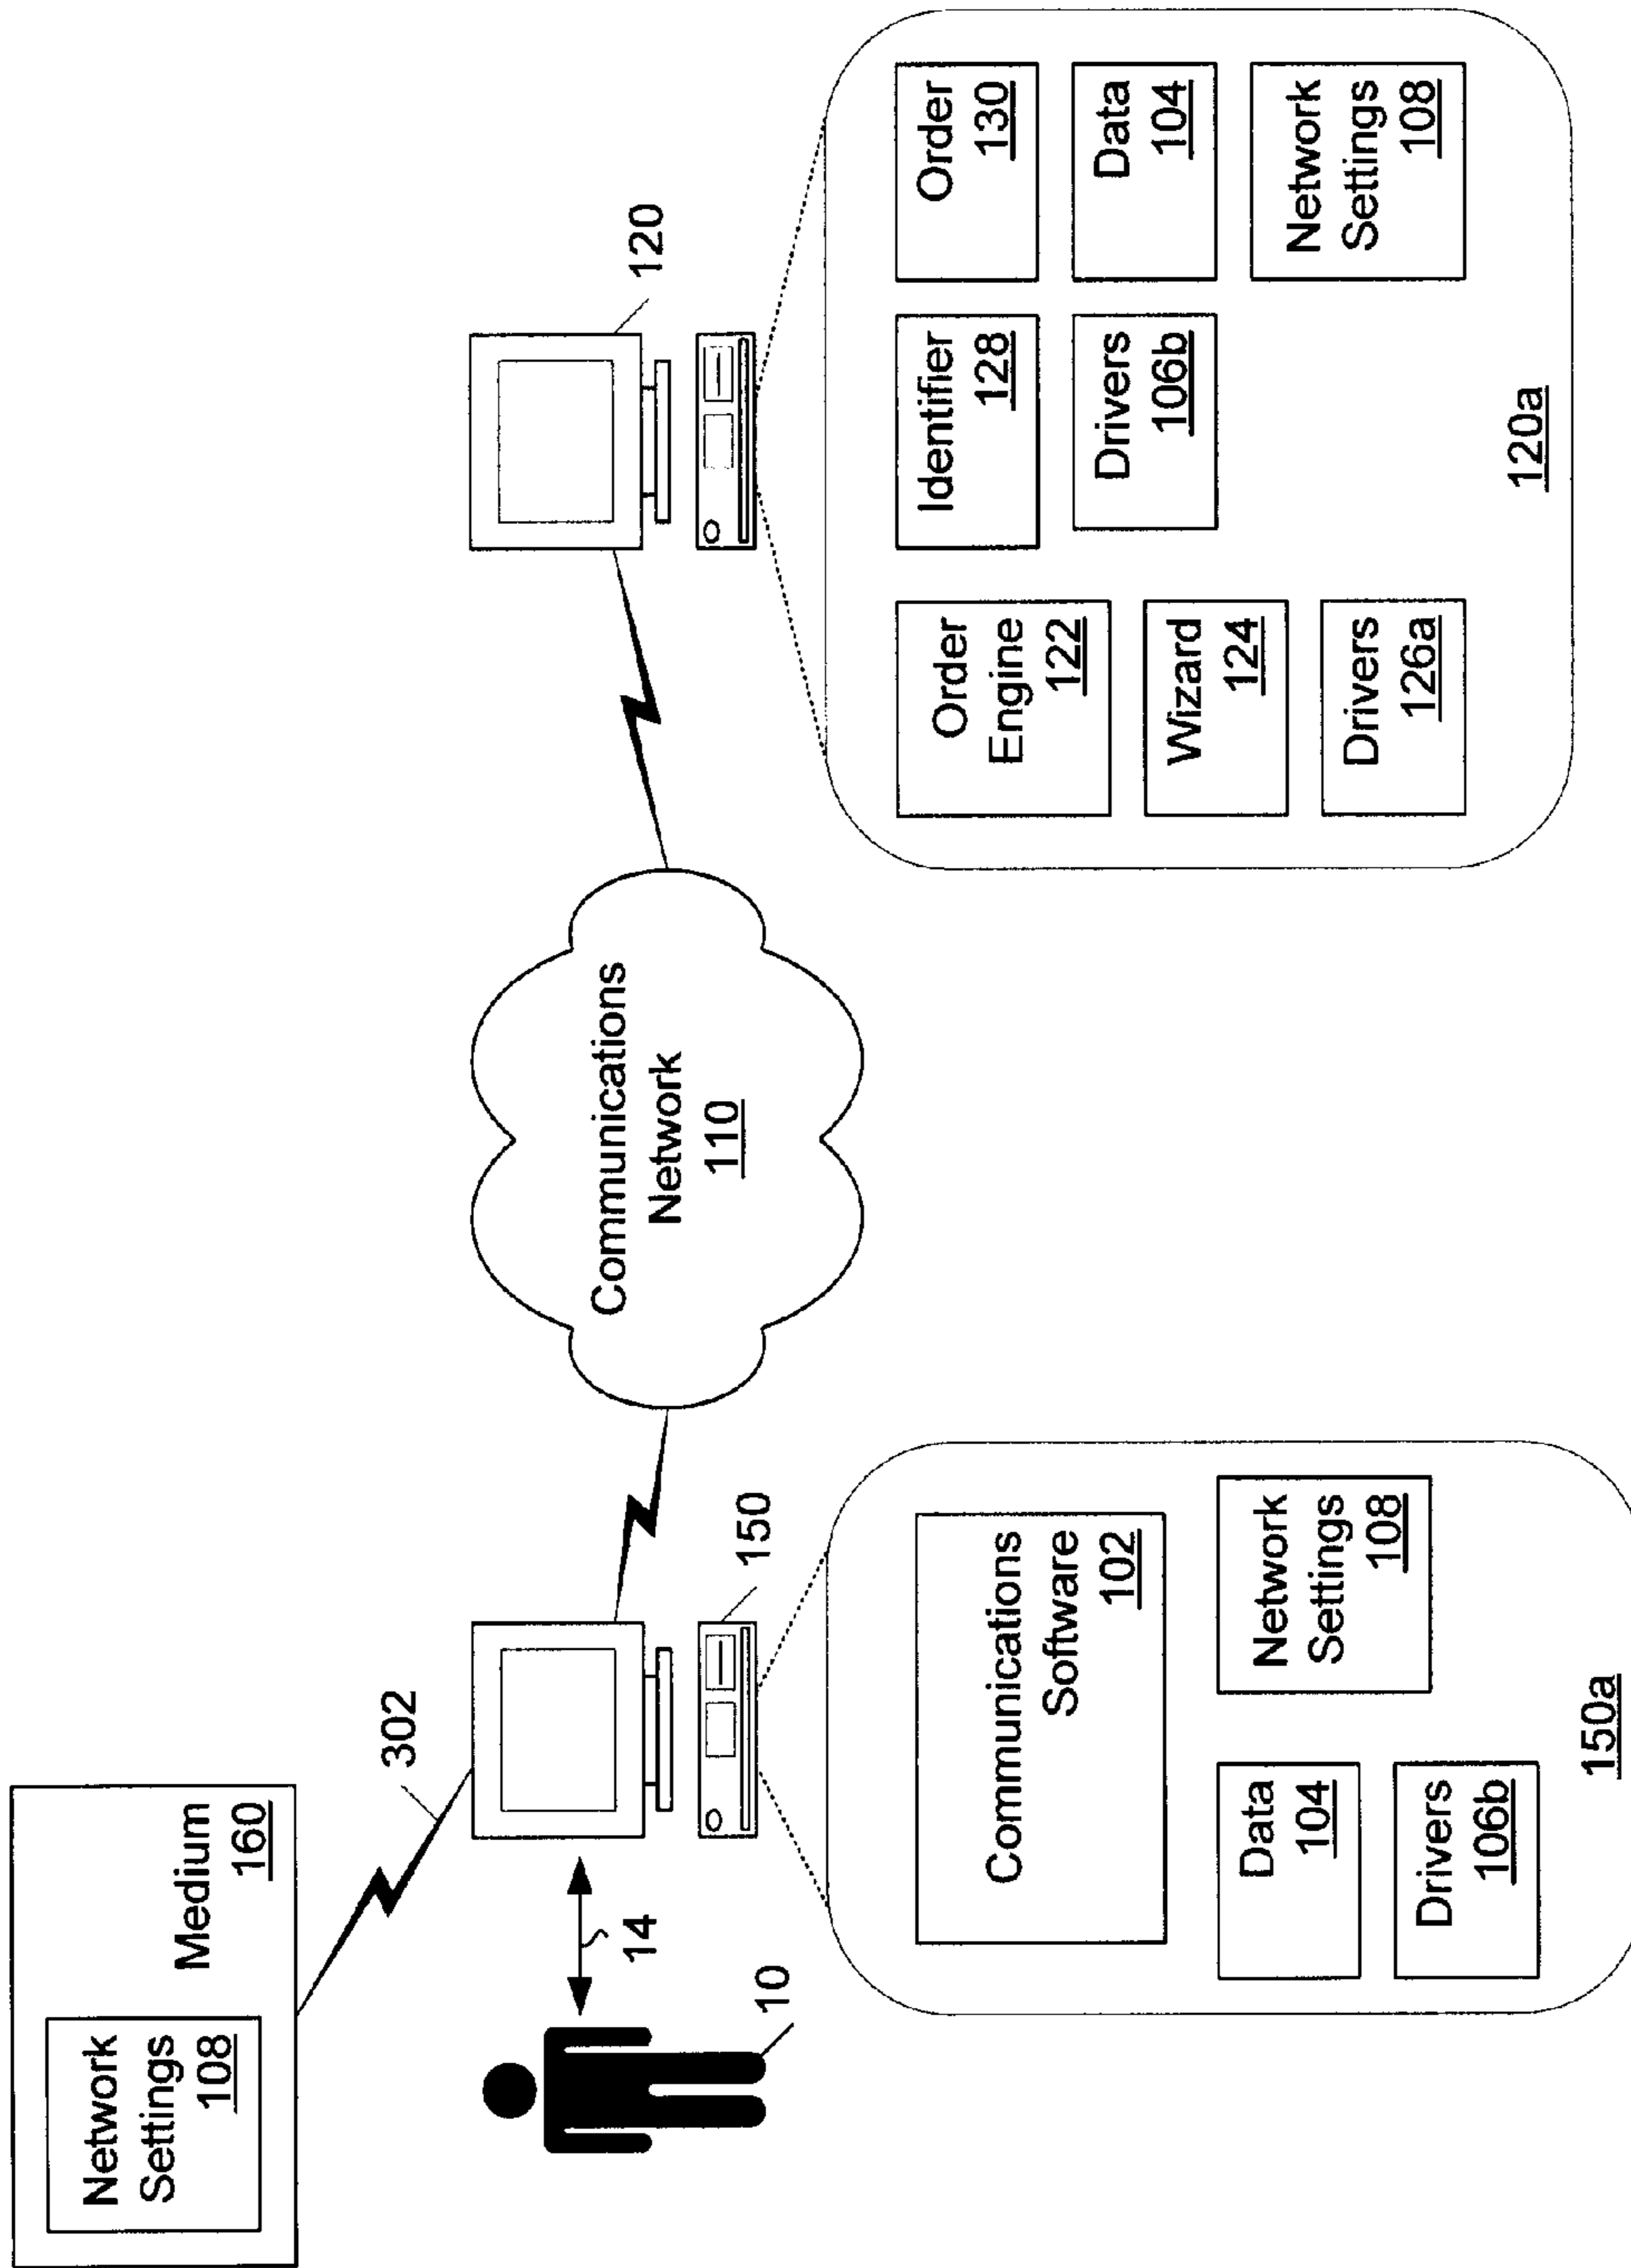 Network
Settings
108
Medium
160
302
14
10
150
Communications
Network
110
120
Communications
Software
102
Data
104
Network
Settings
108
Drivers
106b
150a
Order
Engine
122
Identifier
128
Order
130
Wizard
124
Drivers
106b
Data
104
Drivers
126a
Network
Settings
108
120a